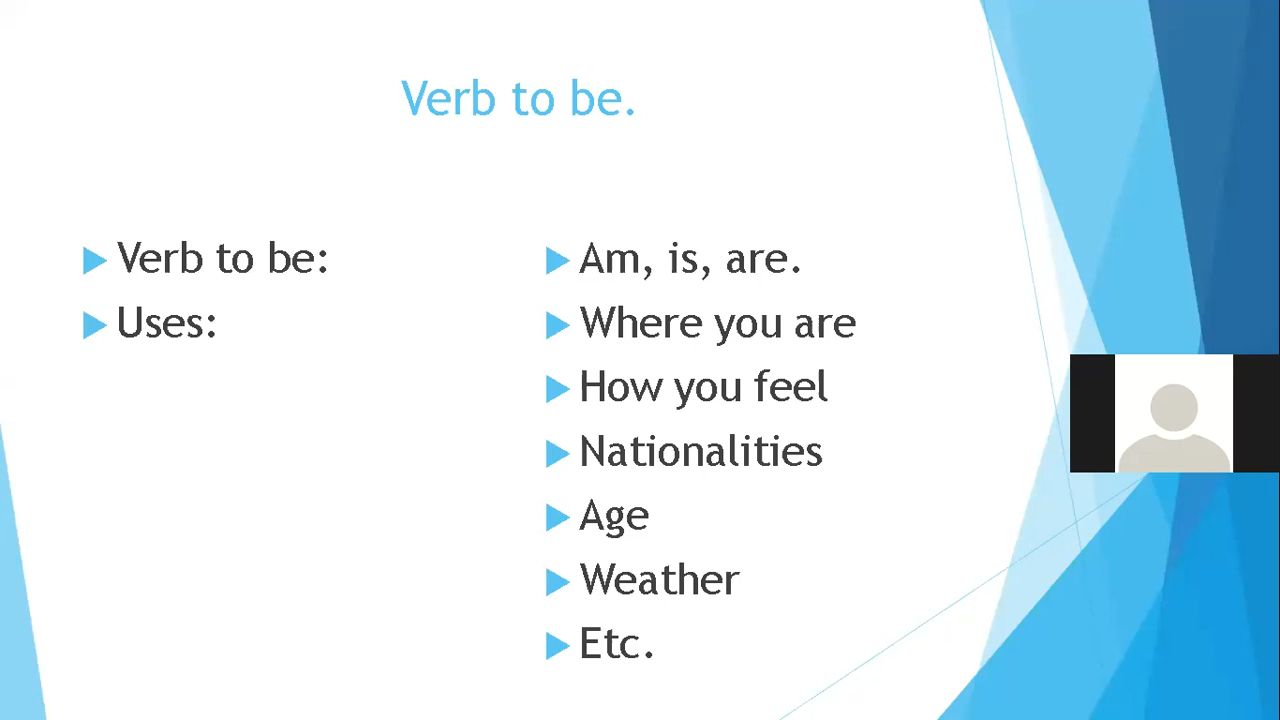 Verb to be.
Verb to be:
Uses:
Am, is, are.
Where you are
How you feel
Nationalities
Age
Weather
Etc.